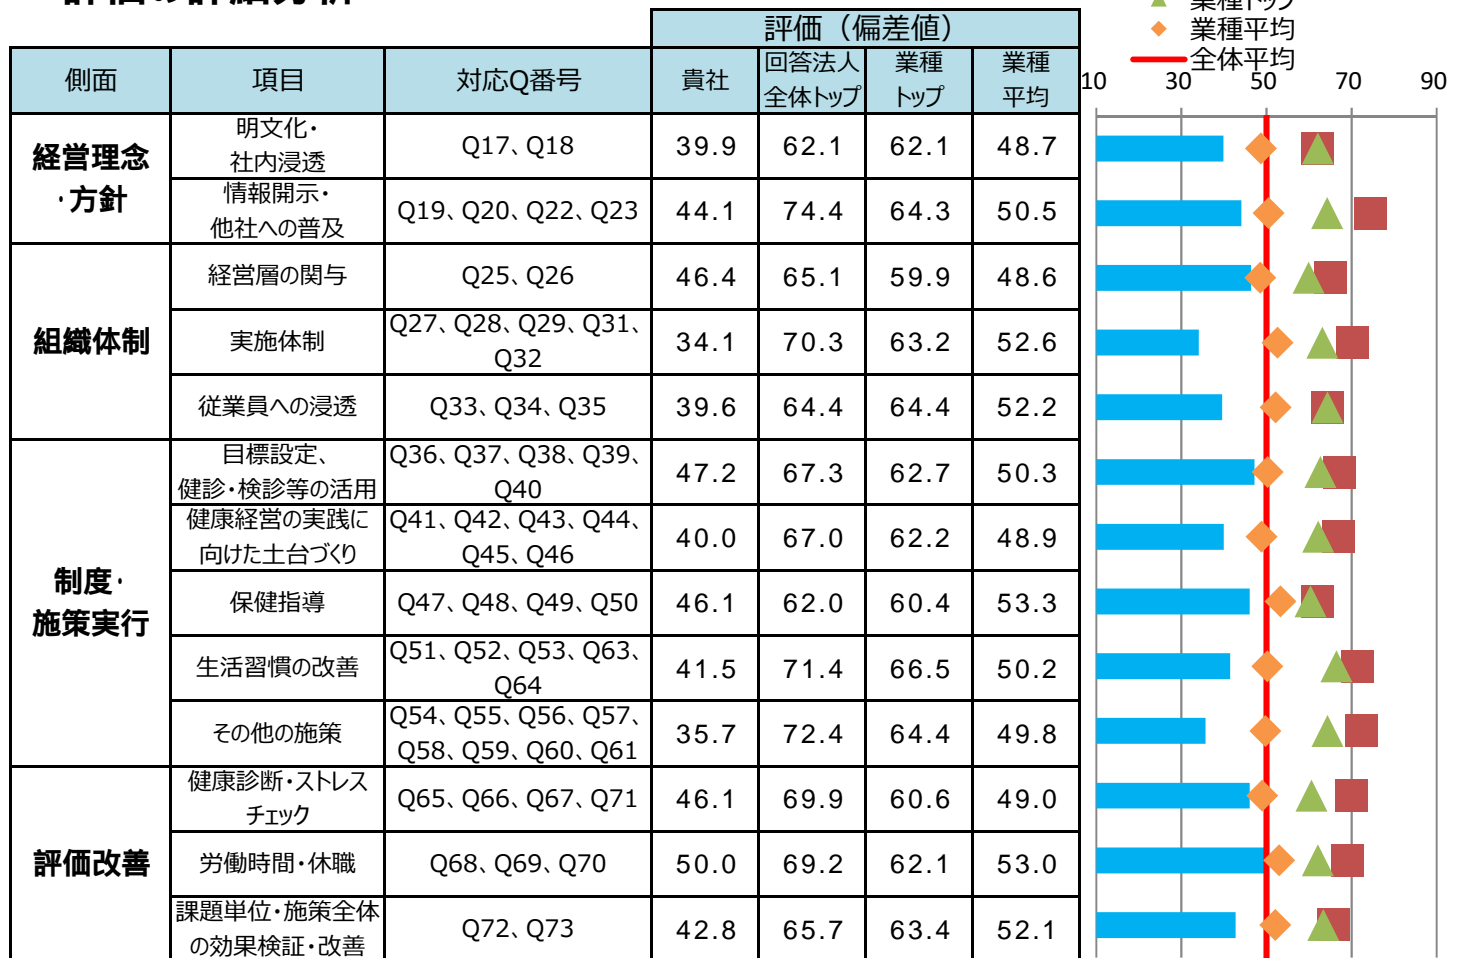 評価の詳細分析
業種トップ
業種平均
全体平均
評価（偏差値）
側面 項目 対応Q番号 貴社 回答法人全体トップ 業種トップ 業種平均
10 30 50 70 90
経営理念・方針
明文化・社内浸透 Q17、Q18 39.9 62.1 62.1 48.7
情報開示・他社への普及 Q19、Q20、Q22、Q23 44.1 74.4 64.3 50.5
組織体制
経営層の関与 Q25、Q26 46.4 65.1 59.9 48.6
実施体制 Q27、Q28、Q29、Q31、Q32 34.1 70.3 63.2 52.6
従業員への浸透 Q33、Q34、Q35 39.6 64.4 64.4 52.2
制度・施策実行
目標設定、健診・検診等の活用 Q36、Q37、Q38、Q39、Q40 47.2 67.3 62.7 50.3
健康経営の実践に向けた土台づくり Q41、Q42、Q43、Q44、Q45、Q46 40.0 67.0 62.2 48.9
保健指導 Q47、Q48、Q49、Q50 46.1 62.0 60.4 53.3
生活習慣の改善 Q51、Q52、Q53、Q63、Q64 41.5 71.4 66.5 50.2
その他の施策 Q54、Q55、Q56、Q57、Q58、Q59、Q60、Q61 35.7 72.4 64.4 49.8
評価改善
健康診断・ストレスチェック Q65、Q66、Q67、Q71 46.1 69.9 60.6 49.0
労働時間・休職 Q68、Q69、Q70 50.0 69.2 62.1 53.0
課題単位・施策全体の効果検証・改善 Q72、Q73 42.8 65.7 63.4 52.1